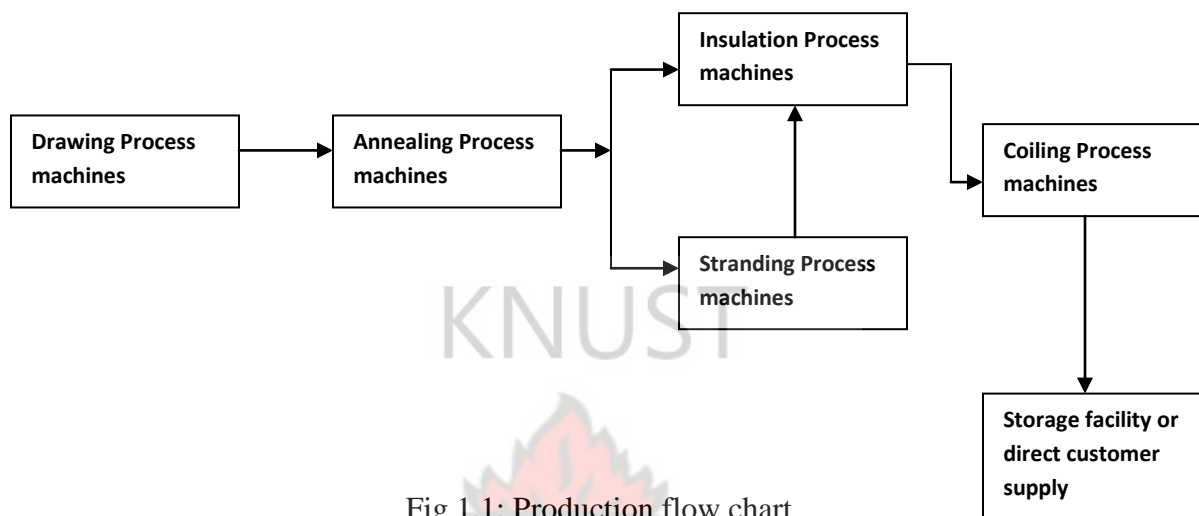 Drawing Process
machines
Annealing Process
machines
Insulation Process
machines
Stranding Process
machines
Coiling Process
machines
Storage facility or
direct customer
supply
KNUST
Fig 1.1: Production flow chart